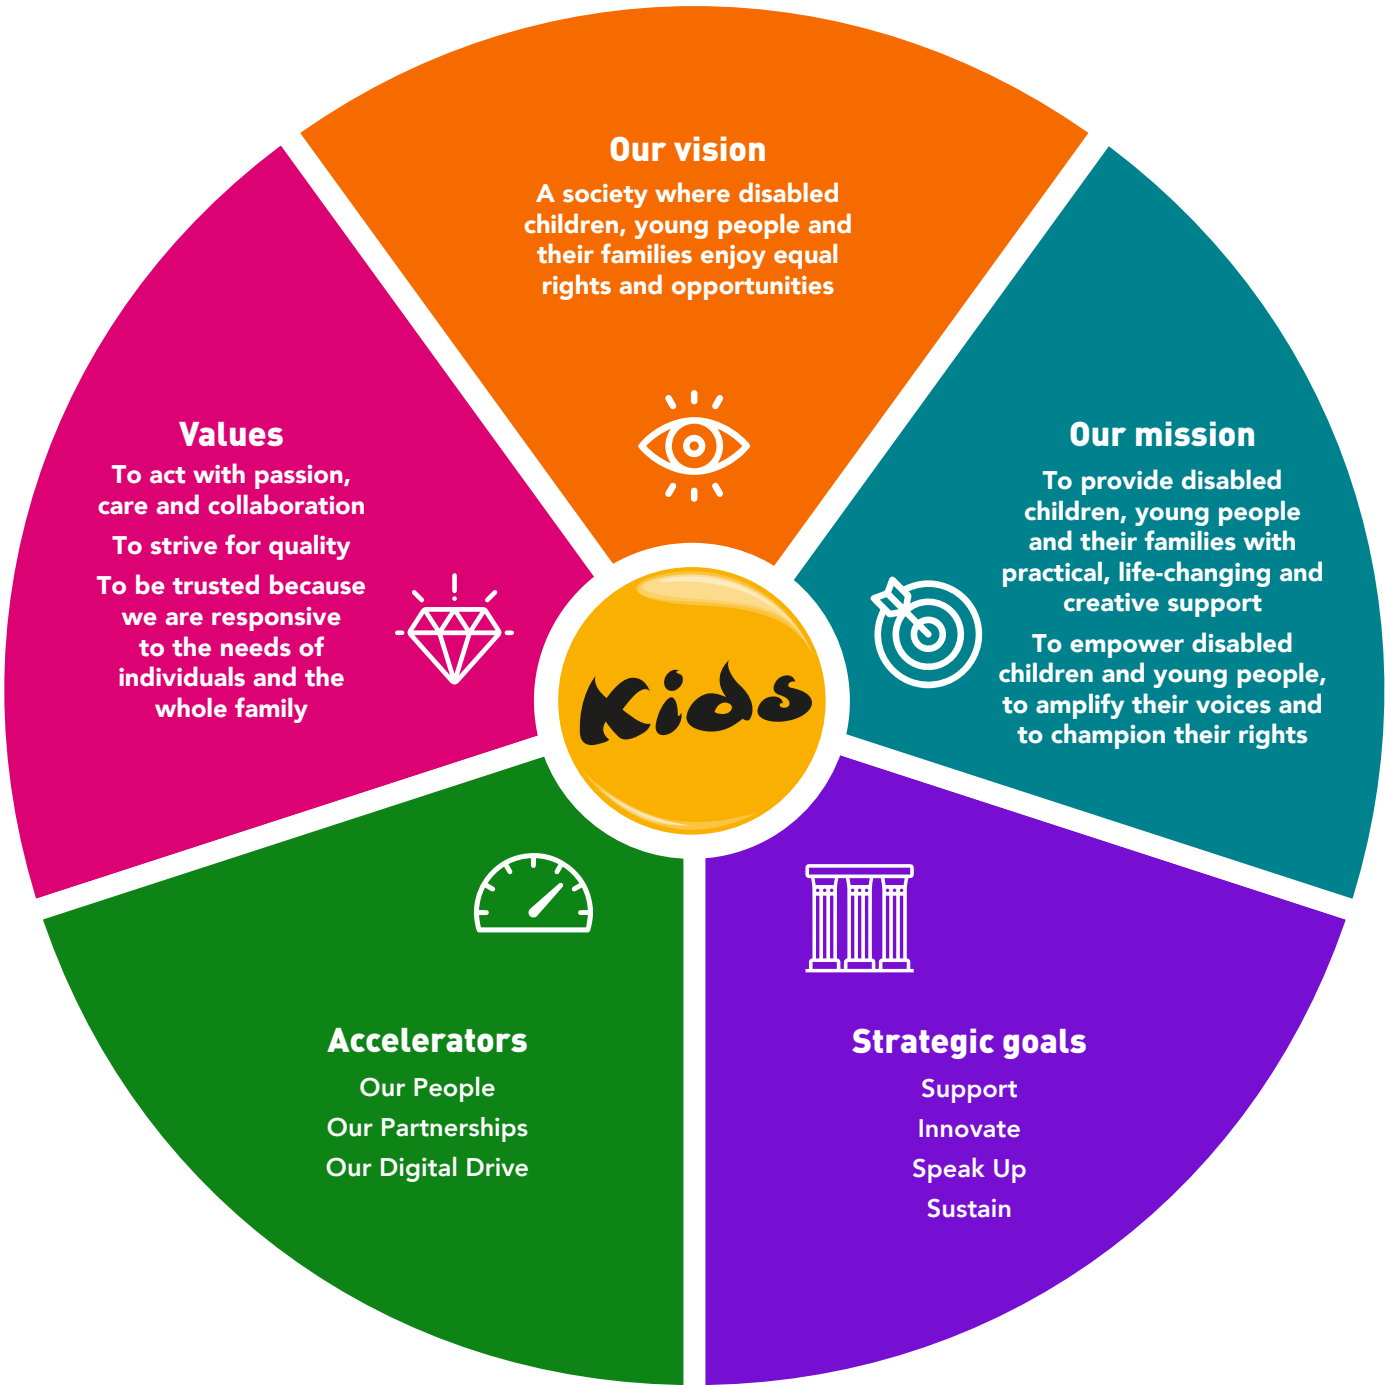 Our vision
A society where disabled
children, young people and
their families enjoy equal
rights and opportunities
Our mission
To provide disabled
children, young people
and their families with
practical, life-changing and
creative support
To empower disabled
children and young people,
to amplify their voices and
to champion their rights
Strategic goals
Support
Innovate
Speak Up
Sustain
Accelerators
Our People
Our Partnerships
Our Digital Drive
Values
To act with passion,
care and collaboration
To strive for quality
To be trusted because
we are responsive
to the needs of
individuals and the
whole family
Kids